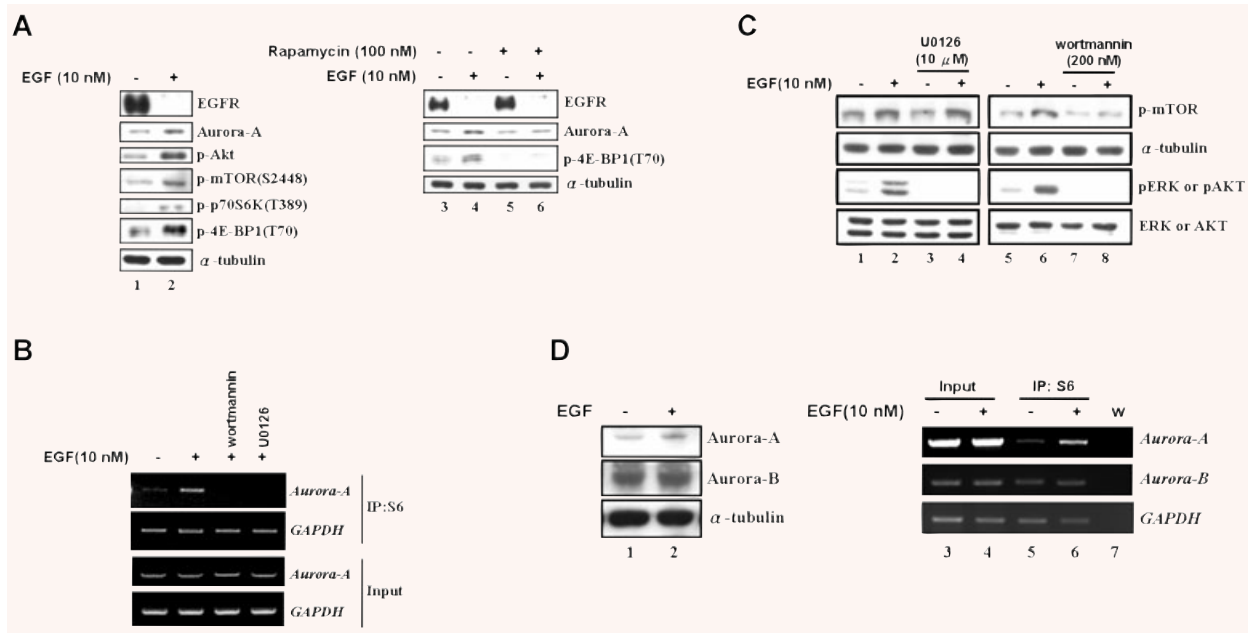 A
EGF (10 nM) - +
EGFR
Aurora-A
p-Akt
p-mTOR(S2448)
p-p70S6K(T389)
p-4E-BP1(T70)
α-tubulin
1 2
Rapamycin (100 nM) - - + +
EGF (10 nM) - + - +
EGFR
Aurora-A
p-4E-BP1(T70)
α-tubulin
3 4 5 6
C
U0126
(10 μM)
wortmannin
(200 nM)
EGF(10 nM) - + - + - + - +
p-mTOR
α-tubulin
pERK or pAKT
ERK or AKT
1 2 3 4 5 6 7 8
B
wortmannin
U0126
EGF(10 nM) - + + +
Aurora-A
GAPDH
IP:S6
Aurora-A
GAPDH
Input
D
EGF - +
Aurora-A
Aurora-B
α-tubulin
1 2
Input IP: S6
EGF(10 nM) - + - + W
Aurora-A
Aurora-B
GAPDH
3 4 5 6 7